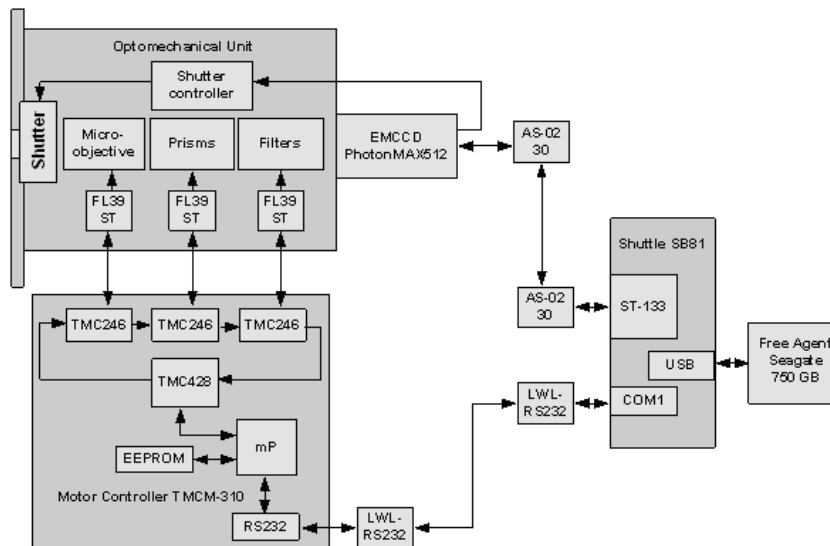 Optomechanical Unit
Shutter
controller
Shutter
Micro-
objective
Prisms
Filters
EMCCD
PhotonMAX512
AS-02
30
FL39
ST
FL39
ST
FL39
ST
Shuttle SB81
AS-02
30
ST-133
TMC246
TMC246
TMC246
Free Agent
Seagate
750 GB
USB
TMC428
LWL-
RS232
COM1
mP
EEPROM
Motor Controller TMCM-310
RS232
LWL-
RS232